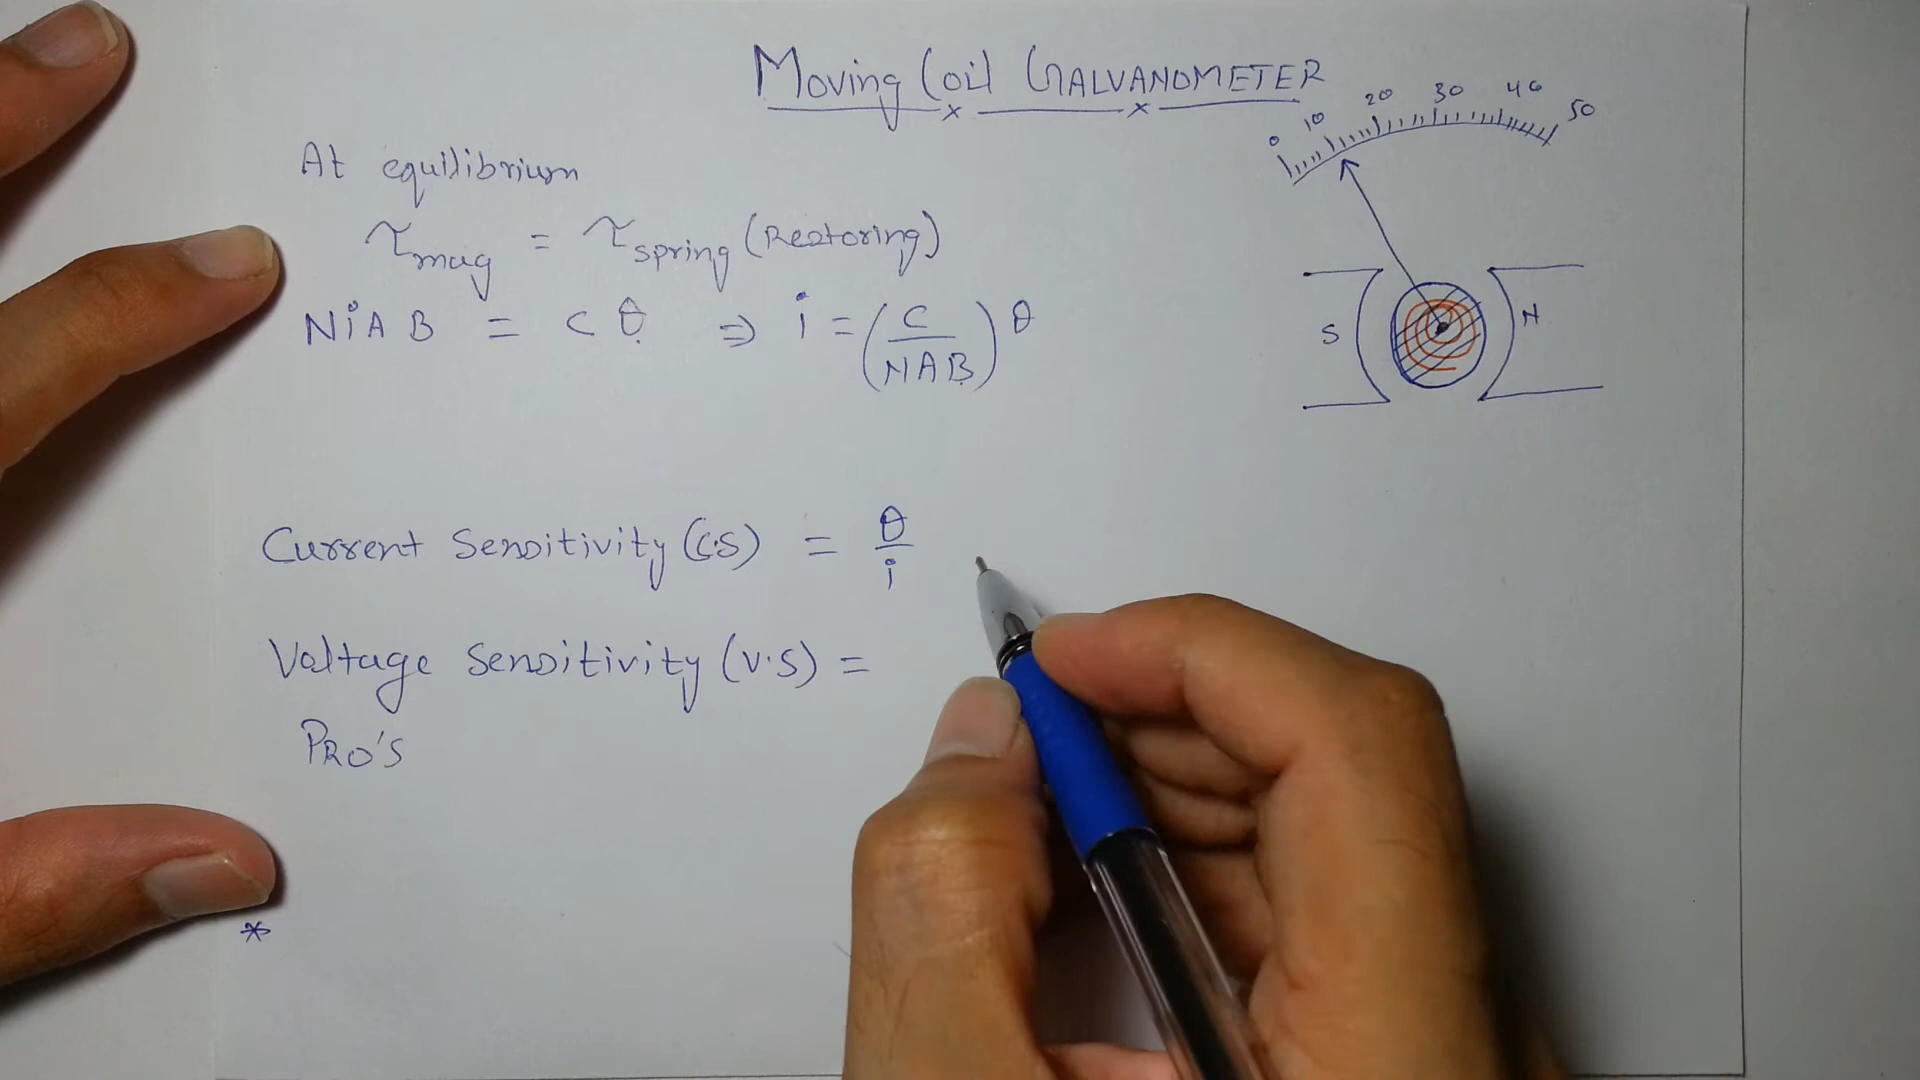 Moving Coil GALVANOMETER
0 10 20 30 40 50
At equilibrium
τmag = τspring (Restoring)
NiAB = Cθ ⇒ i = (C/NAB) θ
S N
Current Sensitivity (C.S) = θ/i
Voltage Sensitivity (V.S) =
PRO'S
*